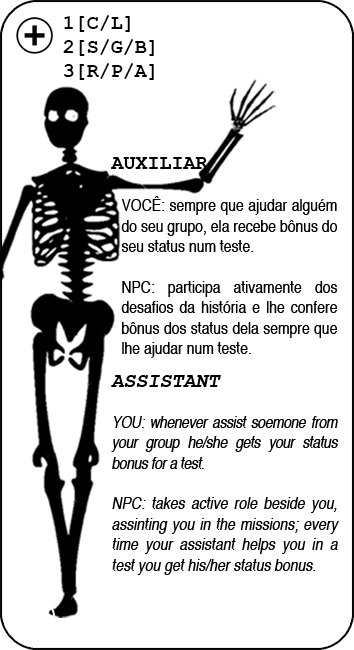 1[C/L]
2[S/G/B]
3[R/P/A]
AUXILIAR
VOCÊ: sempre que ajudar alguém
do seu grupo, ela recebe bônus do
seu status num teste.
NPC: participa ativamente dos
desafios da história e lhe confere
bônus dos status dela sempre que
lhe ajudar num teste.
ASSISTANT
YOU: whenever assist soemone from
your group he/she gets your status
bonus for a test.
NPC: takes active role beside you,
assinting you in the missions; every
time your assistant helps you in a
test you get his/her status bonus.